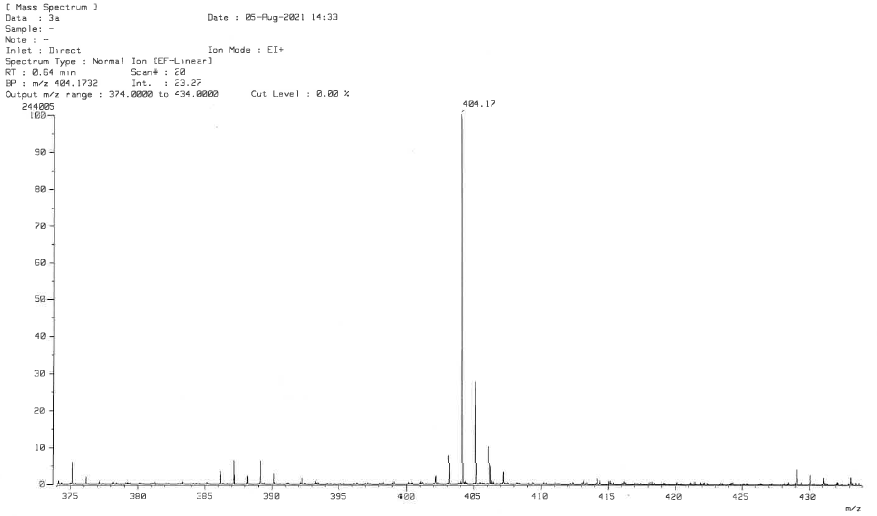 [ Mass Spectrum ]
Data : 3a Date : 05-Aug-2021 14:33
Sample: -
Note : -
Inlet : Direct Ion Mode : EI+
Spectrum Type : Normal Ion [EF-Linear]
RT : 0.64 min Scan# : 20
BP : m/z 404.1732 Int. : 23.27
Output m/z range : 374.0000 to 434.0000 Cut Level : 0.00 %
244005
404.17
100
90
80
70
60
50
40
30
20
10
0
375 380 385 390 395 400 405 410 415 420 425 430
m/z